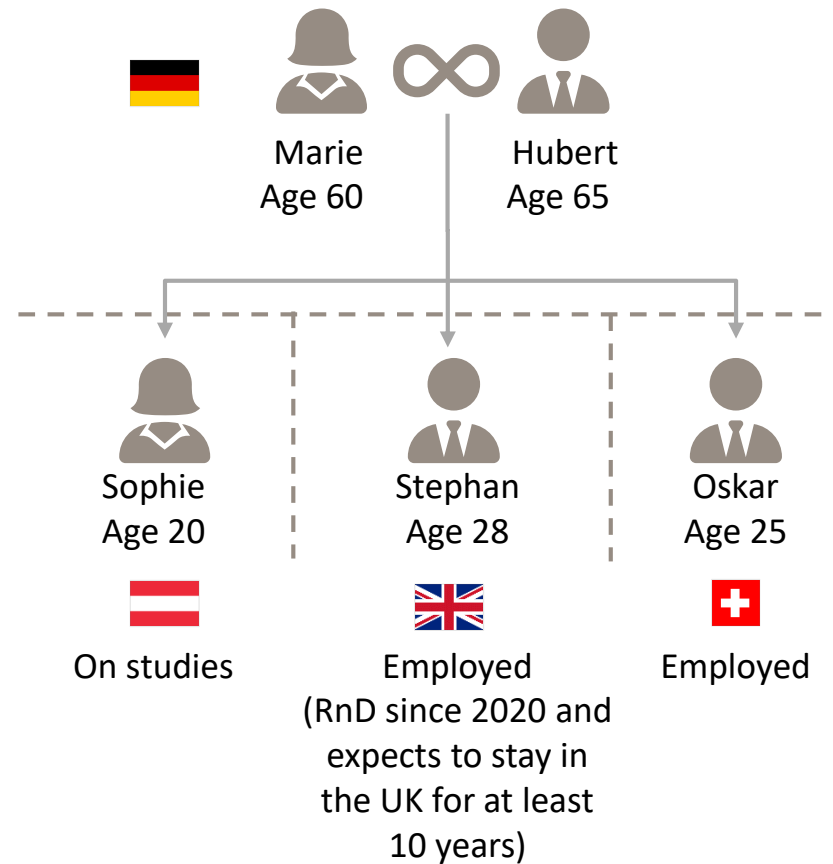 Marie
Age 60
Hubert
Age 65
Sophie
Age 20
On studies
Stephan
Age 28
Employed
(RnD since 2020 and
expects to stay in
the UK for at least
10 years)
Oskar
Age 25
Employed